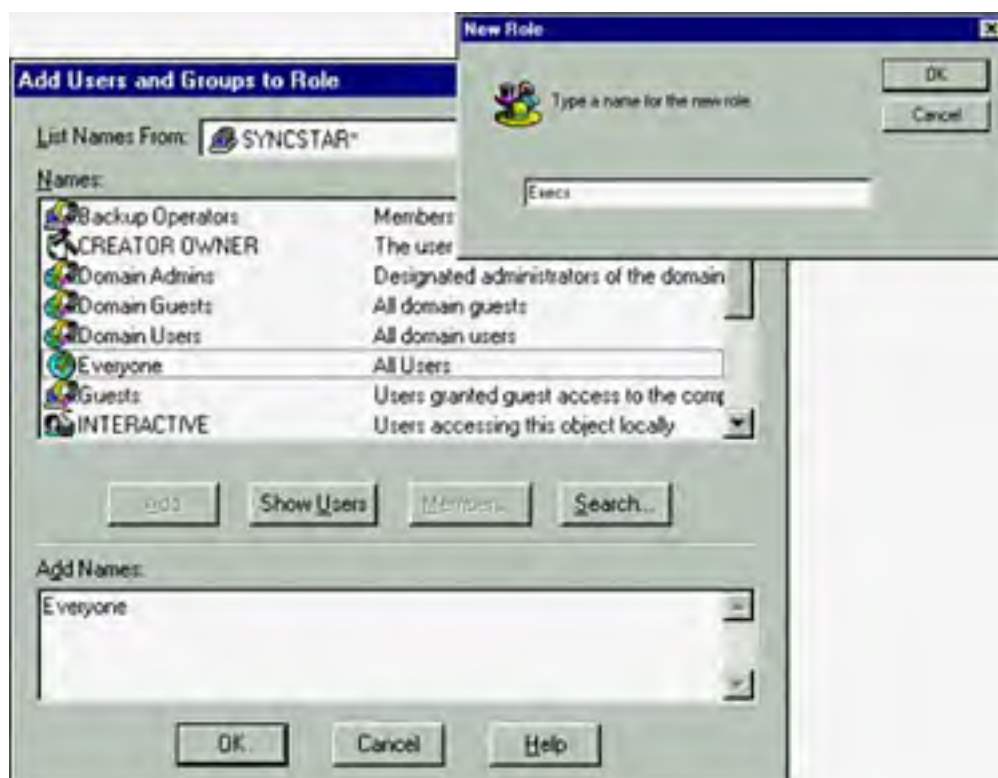 New Role
Type a name for the new role
OK
Cancel
Execs
Add Users and Groups to Role
List Names From: SYNCSTAR*
Names:
Backup Operators Members
CREATOR OWNER The user
Domain Admins Designated administrators of the domain
Domain Guests All domain guests
Domain Users All domain users
Everyone All Users
Guests Users granted guest access to the comp
INTERACTIVE Users accessing this object locally
Add Show Users Members... Search...
Add Names:
Everyone
OK Cancel Help